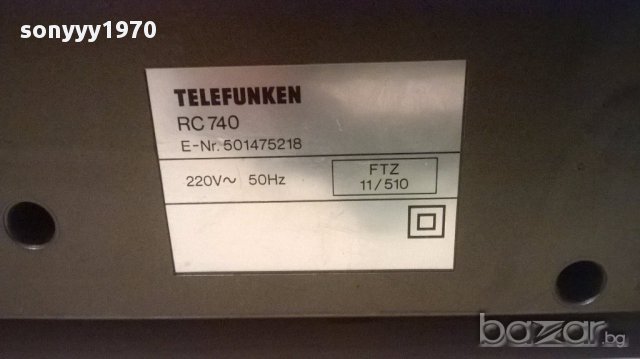 sonyyy1970
TELEFUNKEN
RC 740
E-Nr. 501475218
220V~ 50Hz
FTZ
11/510
bazar.bg